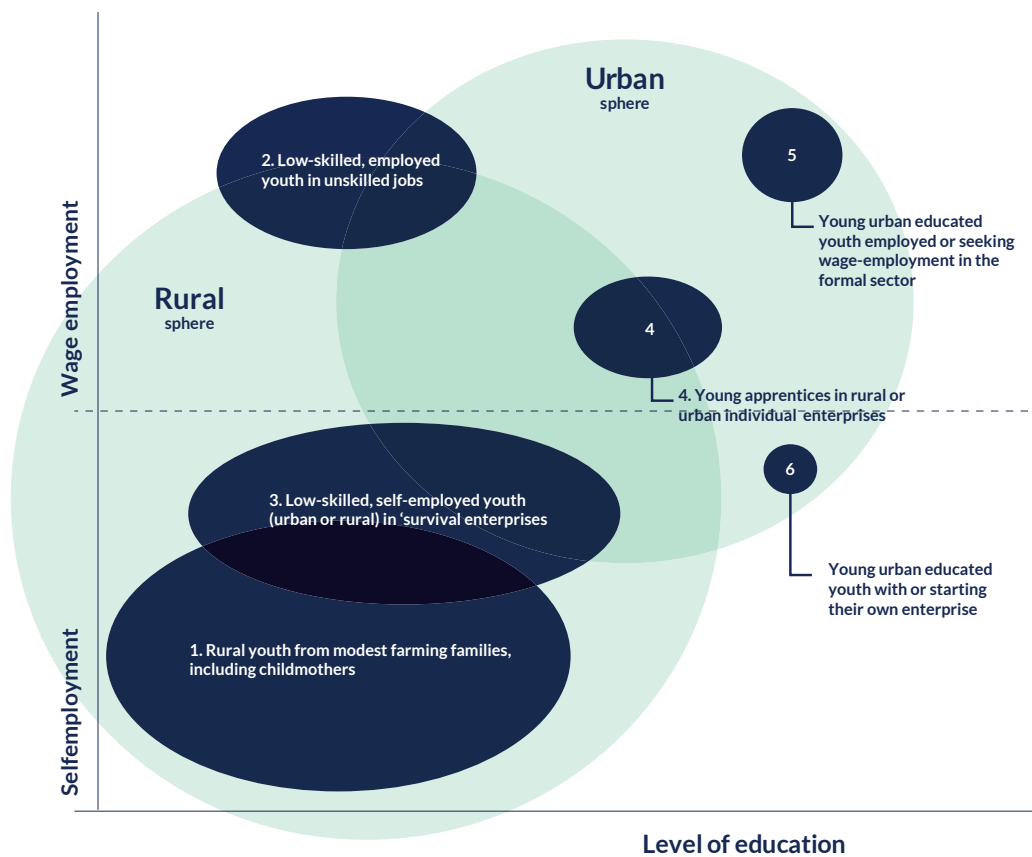 Urban
sphere
5
2. Low-skilled, employed
youth in unskilled jobs
Young urban educated
youth employed or seeking
wage-employment in the
formal sector
Wage employment
Rural
sphere
4
4. Young apprentices in rural or
urban individual enterprises
6
3. Low-skilled, self-employed youth
(urban or rural) in ‘survival enterprises
Young urban educated
youth with or starting
their own enterprise
Selfemployment
1. Rural youth from modest farming families,
including childmothers
Level of education